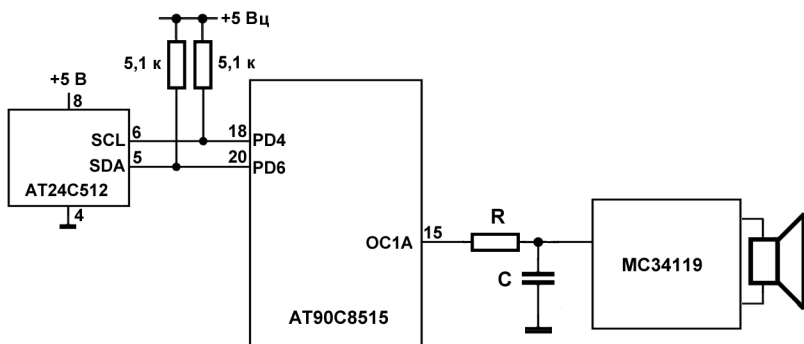 +5 Вц
5,1 к
5,1 к
+5 В
8
SCL
6
18
PD4
SDA
5
20
PD6
AT24C512
4
R
OC1A
15
C
MC34119
AT90C8515